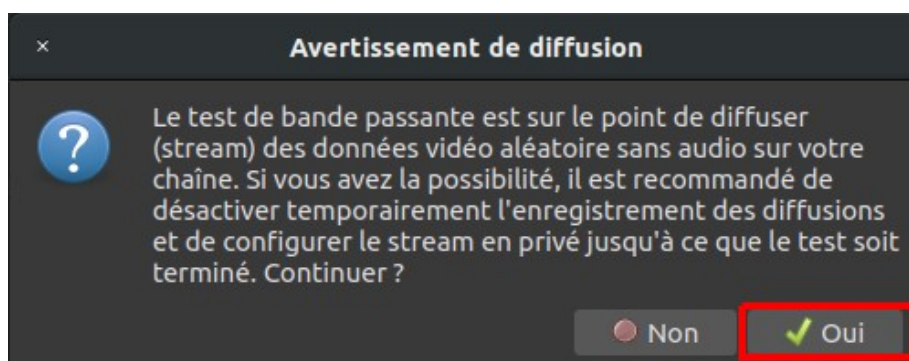 Avertissement de diffusion
Le test de bande passante est sur le point de diffuser
(stream) des données vidéo aléatoire sans audio sur votre
chaîne. Si vous avez la possibilité, il est recommandé de
désactiver temporairement l'enregistrement des diffusions
et de configurer le stream en privé jusqu'à ce que le test soit
terminé. Continuer ?
Non
Oui